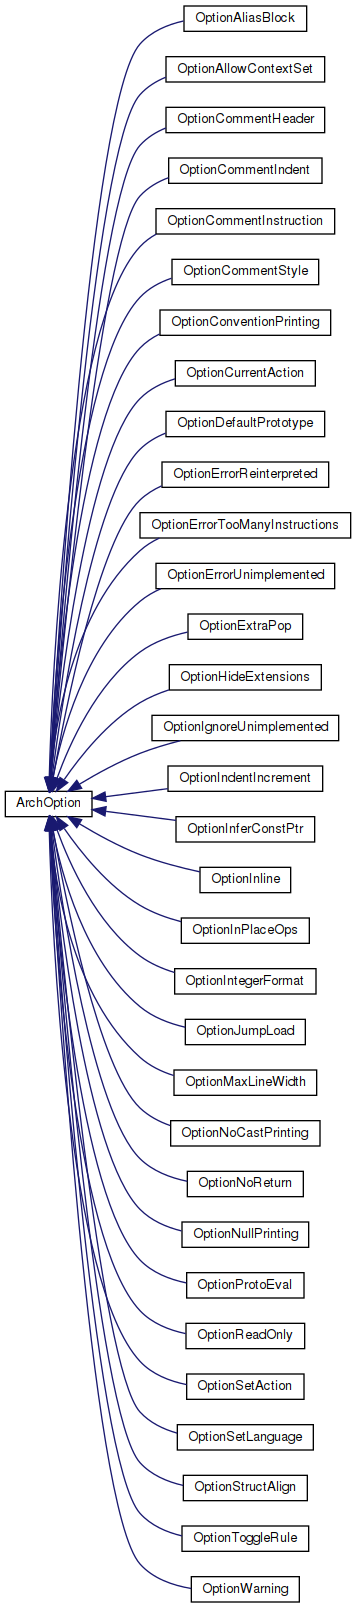 OptionAliasBlock
OptionAllowContextSet
OptionCommentHeader
OptionCommentIndent
OptionCommentInstruction
OptionCommentStyle
OptionConventionPrinting
OptionCurrentAction
OptionDefaultPrototype
OptionErrorReinterpreted
OptionErrorTooManyInstructions
OptionErrorUnimplemented
OptionExtraPop
OptionHideExtensions
OptionIgnoreUnimplemented
OptionIndentIncrement
ArchOption
OptionInferConstPtr
OptionInline
OptionInPlaceOps
OptionIntegerFormat
OptionJumpLoad
OptionMaxLineWidth
OptionNoCastPrinting
OptionNoReturn
OptionNullPrinting
OptionProtoEval
OptionReadOnly
OptionSetAction
OptionSetLanguage
OptionStructAlign
OptionToggleRule
OptionWarning